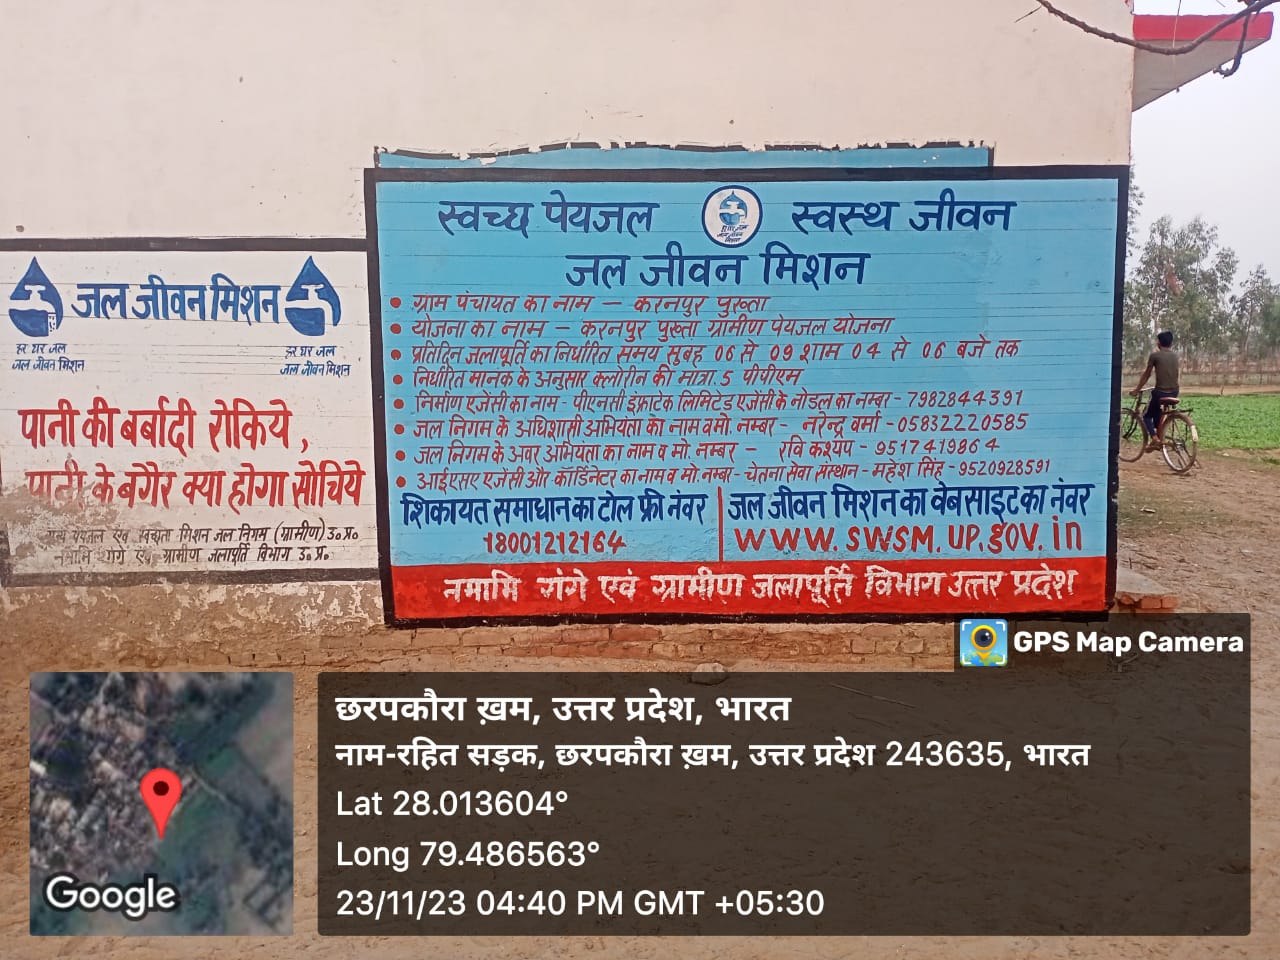 जल जीवन मिशन
हर घर जल
जल जीवन मिशन
हर घर जल
जल जीवन मिशन
पानी की बर्बादी रोकिये,
पानी के बगैर क्या होगा सोचिये
पेयजल एवं स्वच्छता मिशन जल निगम (ग्रामीण) उ०प्र०
नमामि गंगे एवं ग्रामीण जलापूर्ति विभाग उ०प्र०
स्वच्छ पेयजल स्वस्थ जीवन
जल जीवन मिशन
• ग्राम पंचायत का नाम – करनपुर पुख्ता
• योजना का नाम – करनपुर पुख्ता ग्रामीण पेयजल योजना
• प्रतिदिन जलापूर्ति का निर्धारित समय सुबह 06 से 09 शाम 04 से 06 बजे तक
• निर्धारित मानक के अनुसार क्लोरीन की मात्रा.5 पीपीएम
• निर्माण एजेंसी का नाम - पीएनसी इंफ्राटेक लिमिटेड एजेंसी के नोडल का नम्बर - 7982844391
• जल निगम के अधिशासी अभियंता का नाम व मो. नम्बर - नरेन्द्र वर्मा - 05832220585
• जल निगम के अवर अभियंता का नाम व मो. नम्बर - रवि कश्यप - 9517419864
• आईएसए एजेंसी और कॉर्डिनेटर का नाम व मो. नम्बर - चेतना सेवा संस्थान - महेश सिंह - 9520928591
शिकायत समाधान का टोल फ्री नंवर
18001212164
जल जीवन मिशन का वेबसाइट का नंवर
WWW.SWSM.UP.gov.in
नमामि गंगे एवं ग्रामीण जलापूर्ति विभाग उत्तर प्रदेश
GPS Map Camera
छरपकौरा ख़म, उत्तर प्रदेश, भारत
नाम-रहित सड़क, छरपकौरा ख़म, उत्तर प्रदेश 243635, भारत
Lat 28.013604°
Long 79.486563°
23/11/23 04:40 PM GMT +05:30
Google